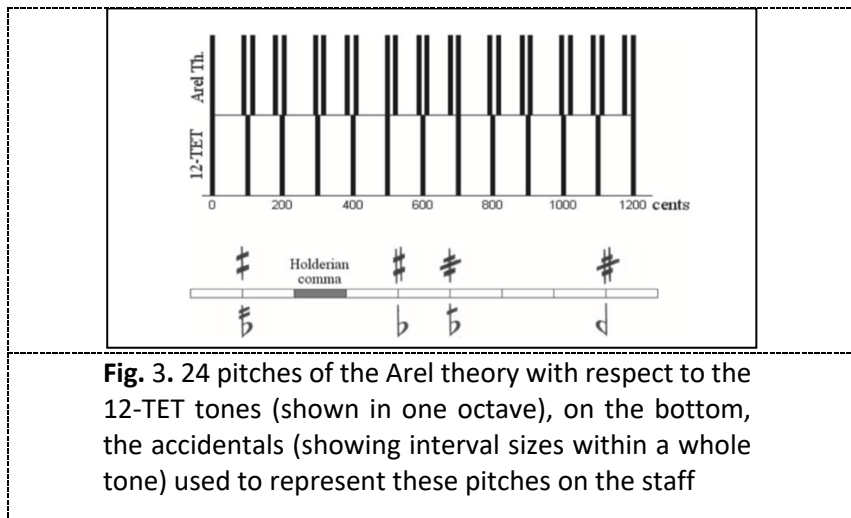 Arel Th.
12-TET
0 200 400 600 800 1000 1200 cents
Holderian
comma
Fig. 3. 24 pitches of the Arel theory with respect to the
12-TET tones (shown in one octave), on the bottom,
the accidentals (showing interval sizes within a whole
tone) used to represent these pitches on the staff